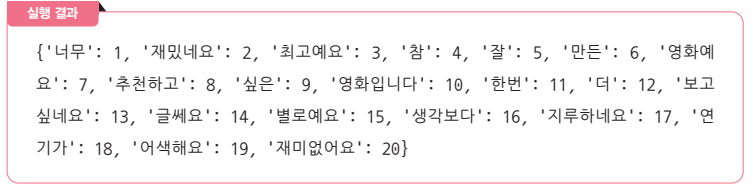 실행 결과
{'너무': 1, '재밌네요': 2, '최고예요': 3, '참': 4, '잘': 5, '만든': 6, '영화예
요': 7, '추천하고': 8, '싶은': 9, '영화입니다': 10, '한번': 11, '더': 12, '보고
싶네요': 13, '글쎄요': 14, '별로예요': 15, '생각보다': 16, '지루하네요': 17, '연
기가': 18, '어색해요': 19, '재미없어요': 20}